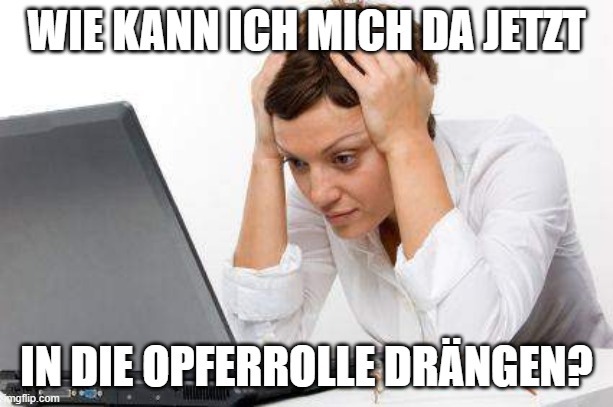 WIE KANN ICH MICH DA JETZT
IN DIE OPFERROLLE DRÄNGEN?
imgflip.com